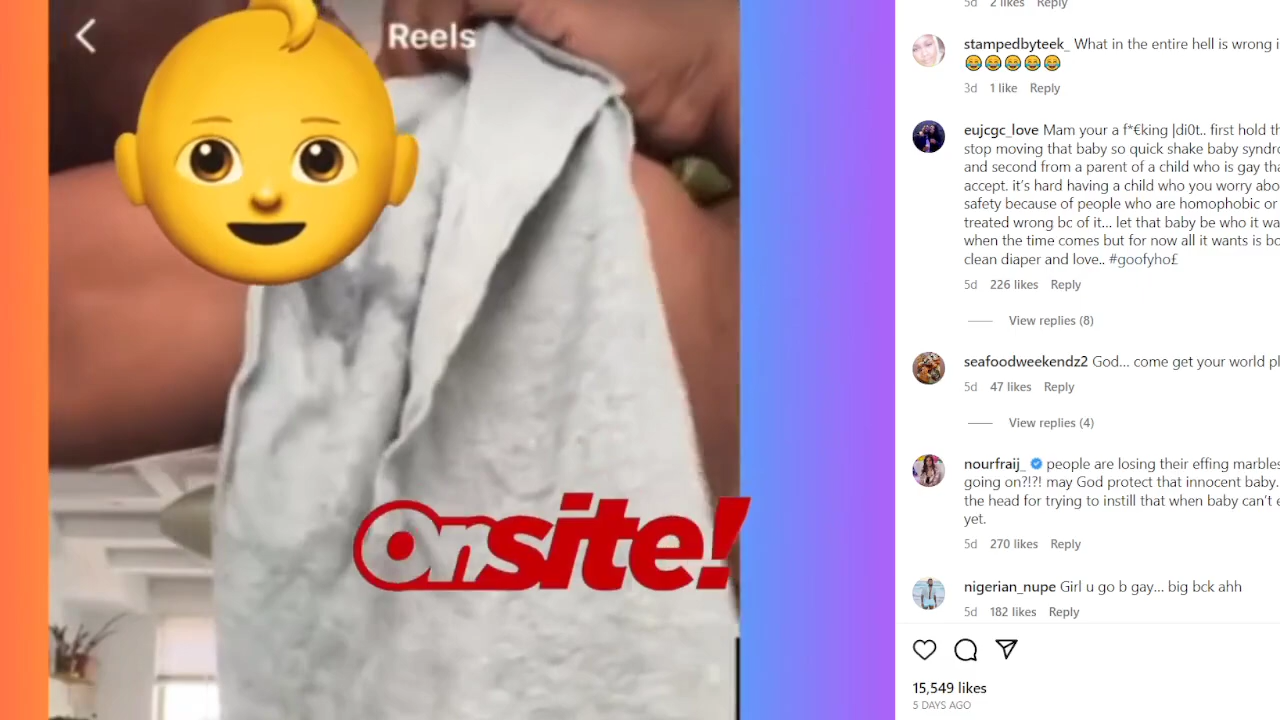 Reels
Onsite!
5d 2 likes Reply
stampedbyteek_ What in the entire hell is wrong i
😂😂😂😂😂
3d 1 like Reply
eujcgc_love Mam your a f*€king |di0t.. first hold th
stop moving that baby so quick shake baby syndro
and second from a parent of a child who is gay tha
accept. it's hard having a child who you worry abo
safety because of people who are homophobic or
treated wrong bc of it... let that baby be who it wa
when the time comes but for now all it wants is bo
clean diaper and love.. #goofyho£
5d 226 likes Reply
View replies (8)
seafoodweekendz2 God... come get your world pl
5d 47 likes Reply
View replies (4)
nourfraij_ people are losing their effing marbles
going on?!?! may God protect that innocent baby.
the head for trying to instill that when baby can't e
yet.
5d 270 likes Reply
nigerian_nupe Girl u go b gay... big bck ahh
5d 182 likes Reply
15,549 likes
5 DAYS AGO